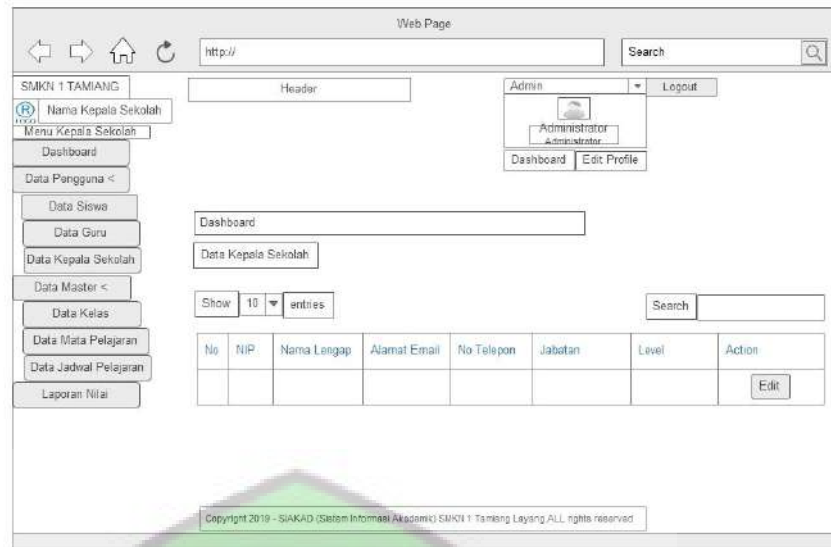 Web Page
http://
Search
SMKN 1 TAMIANG
Header
Admin
Logout
R
LOGO
Nama Kepala Sekolah
Administrator
Administrator
Menu Kepala Sekolah
Dashboard
Dashboard
Edit Profile
Data Pengguna <
Data Siswa
Data Guru
Dashboard
Data Kepala Sekolah
Data Kepala Sekolah
Data Master <
Data Kelas
Show 10 entries
Search
Data Mata Pelajaran
Data Jadwal Pelajaran
Laporan Nilai
No NIP Nama Lengap Alamat Email No Telepon Jabatan Level Action
Edit
Copyright 2019 - SIAKAD (Sistem Informasi Akademik) SMKN 1 Tamiang Layang ALL rights reserved